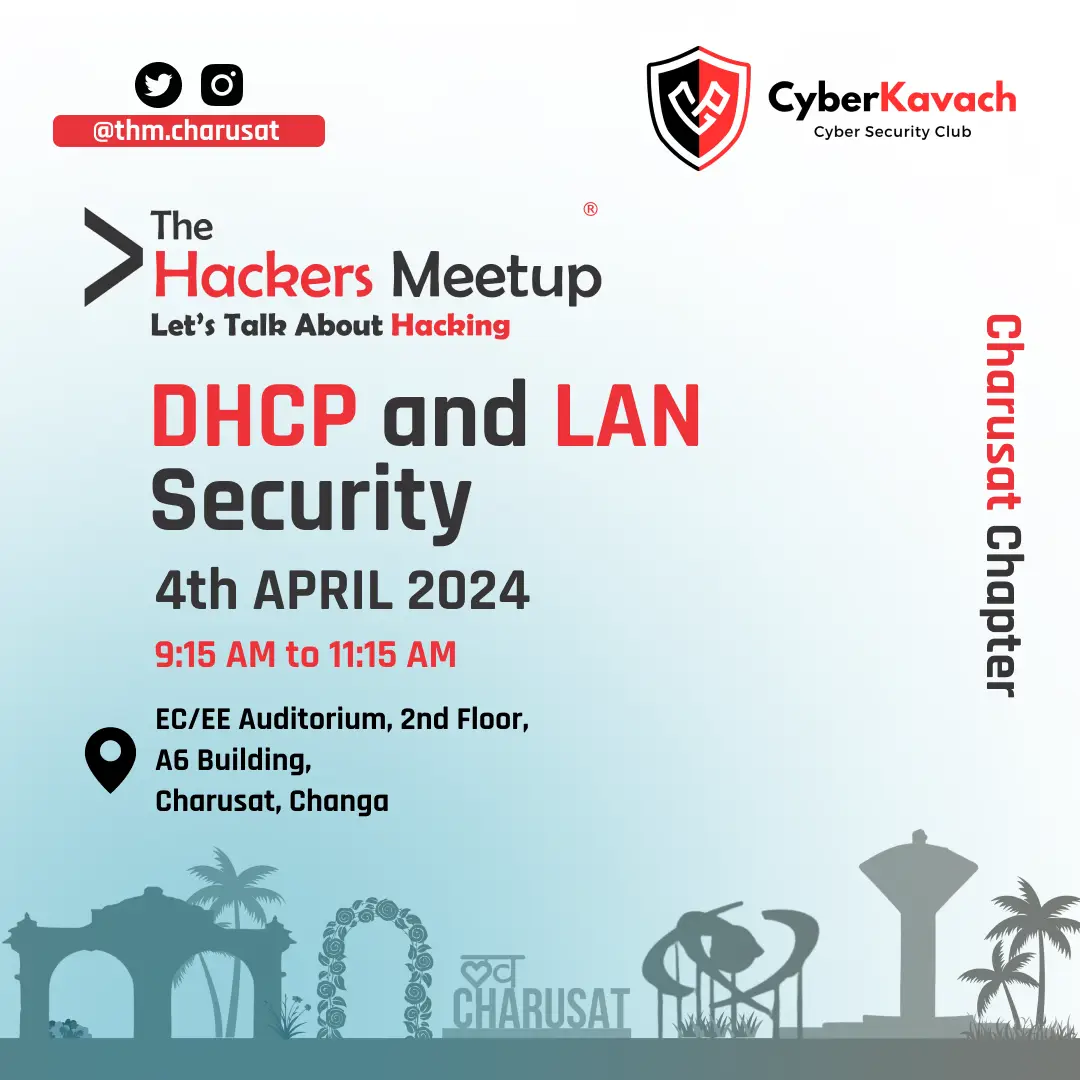 @thm.charusat
CyberKavach
Cyber Security Club
The
®
Hackers Meetup
Let's Talk About Hacking
DHCP and LAN
Security
4th APRIL 2024
9:15 AM to 11:15 AM
EC/EE Auditorium, 2nd Floor,
A6 Building,
Charusat, Changa
Charusat Chapter
लव
CHARUSAT